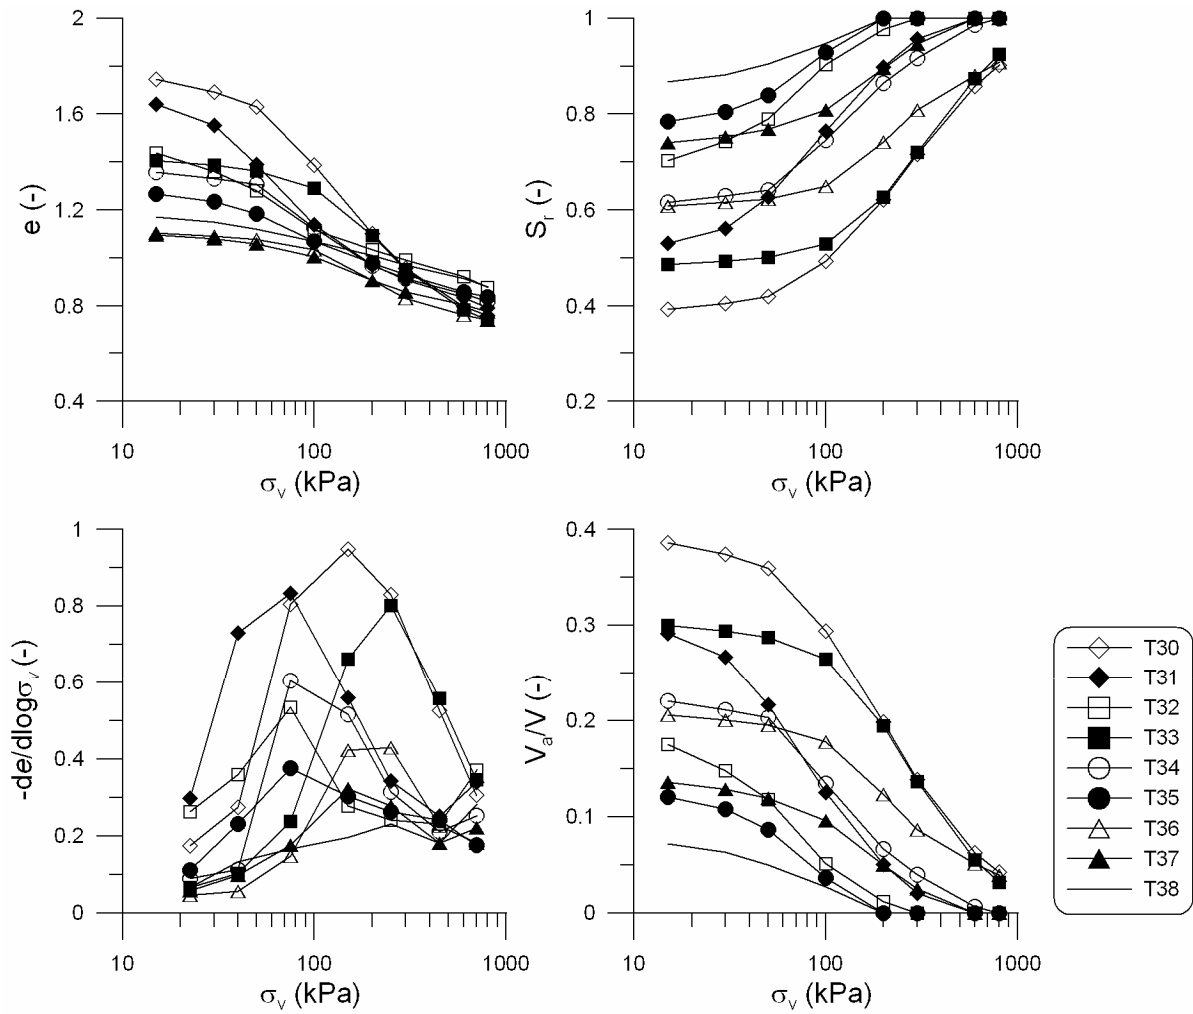 2
1.6
1.2
0.8
0.4
e (-)
10
100
1000
σv (kPa)
1
0.8
0.6
0.4
0.2
Sr (-)
10
100
1000
σv (kPa)
1
0.8
0.6
0.4
0.2
0
-de/dlogσv (-)
10
100
1000
σv (kPa)
0.4
0.3
0.2
0.1
0
Va/V (-)
10
100
1000
σv (kPa)
T30
T31
T32
T33
T34
T35
T36
T37
T38